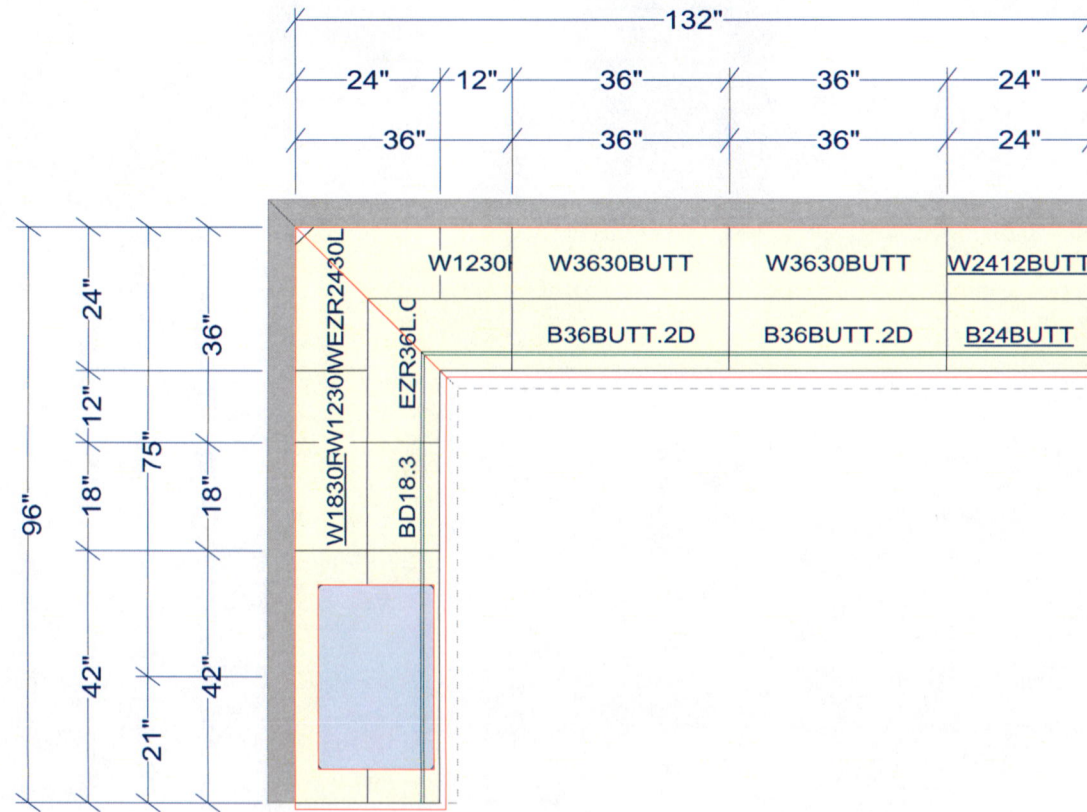 132"
24" 12" 36" 36" 24"
36" 36" 36" 24"
W1230 W3630BUTT W3630BUTT W2412BUTT
B36BUTT.2D B36BUTT.2D B24BUTT
WEZR2430L
W1230
W1830R
EZR36L.C
BD18.3
96"
24"
12"
18"
42"
75"
21"
36"
18"
42"